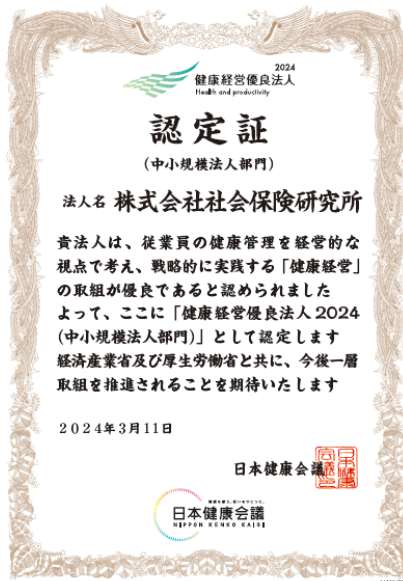 2024
健康経営優良法人
Health and productivity
認定証
(中小規模法人部門)
法人名 株式会社社会保険研究所
貴法人は、従業員の健康管理を経営的な
視点で考え、戦略的に実践する「健康経営」
の取組が優良であると認められました
よって、ここに「健康経営優良法人2024
(中小規模法人部門)」として認定します
経済産業省及び厚生労働省と共に、今後一層
取組を推進されることを期待いたします
2024年3月11日
日本健康会議
日本健康会議
NIPPON KENKO KAIGI